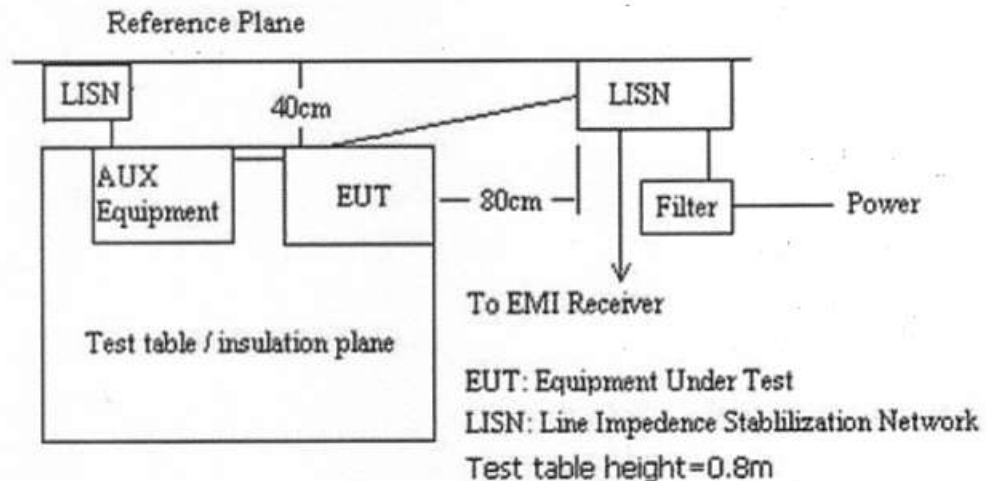 Reference Plane
LISN
40cm
LISN
AUX
Equipment
EUT
80cm
Filter
Power
To EMI Receiver
Test table / insulation plane
EUT: Equipment Under Test
LISN: Line Impedence Stablilization Network
Test table height=0.8m